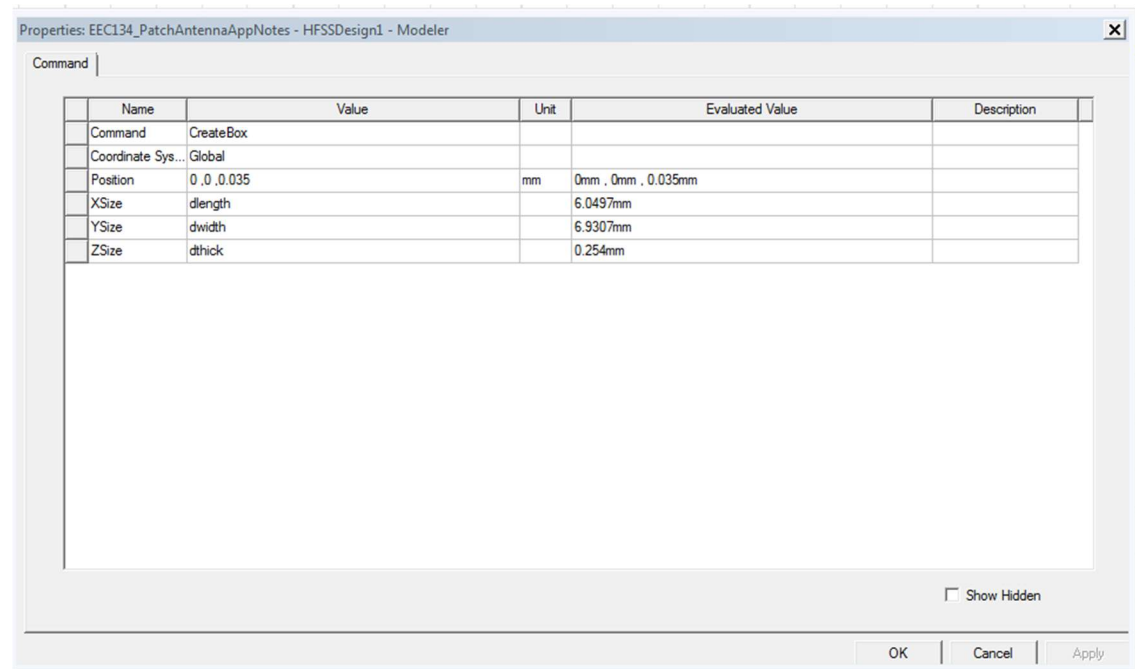 Properties: EEC134_PatchAntennaAppNotes - HFSSDesign1 - Modeler
Command
Name Value Unit Evaluated Value Description
Command CreateBox
Coordinate Sys... Global
Position 0 ,0 ,0.035 mm 0mm , 0mm , 0.035mm
XSize dlength 6.0497mm
YSize dwidth 6.9307mm
ZSize dthick 0.254mm
Show Hidden
OK Cancel Apply